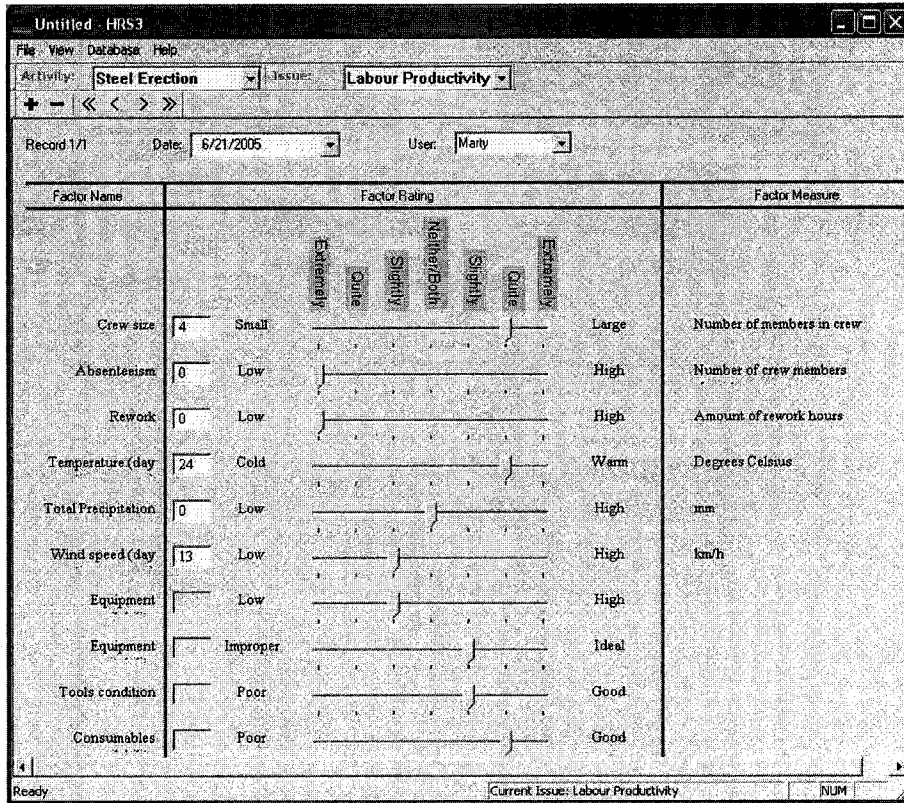 Untitled - HRS3
File View Database Help
Activity: Steel Erection Issue: Labour Productivity
Record 1/1 Date: 6/21/2005 User: Marty
Factor Name Factor Rating Factor Measure
Extremely Quite Slightly Neither/Both Slightly Quite Extremely
Crew size 4 Small Large Number of members in crew
Absenteeism 0 Low High Number of crew members
Rework 0 Low High Amount of rework hours
Temperature (day 24 Cold Warm Degrees Celsius
Total Precipitation 0 Low High mm
Wind speed (day 13 Low High km/h
Equipment Low High
Equipment Improper Ideal
Tools condition Poor Good
Consumables Poor Good
Ready Current Issue: Labour Productivity NUM